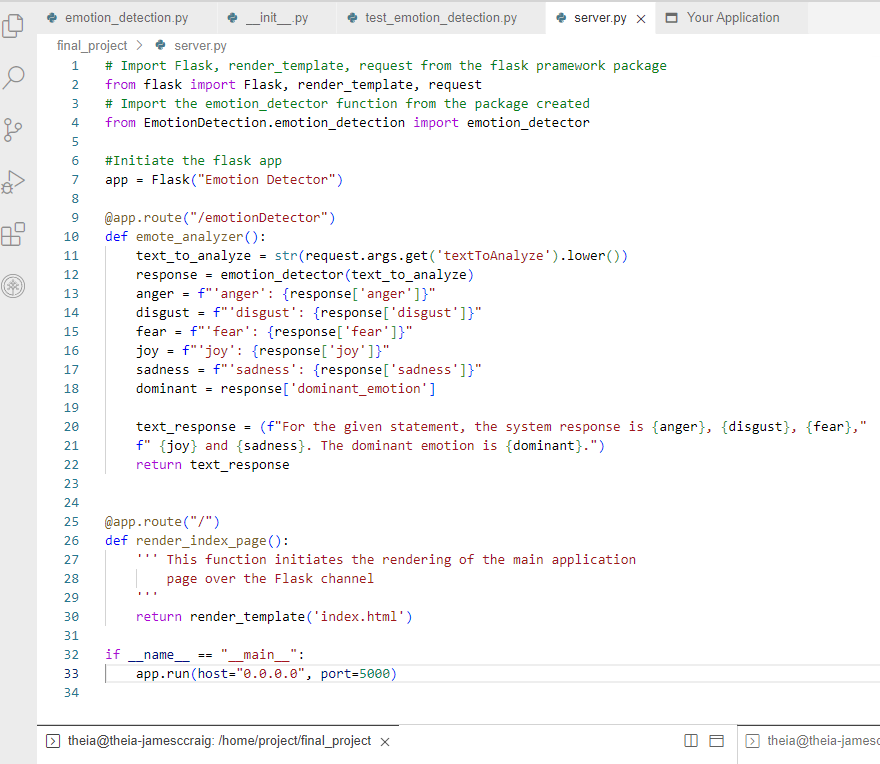 emotion_detection.py __init__.py test_emotion_detection.py server.py Your Application
final_project > server.py
1 # Import Flask, render_template, request from the flask pramework package
2 from flask import Flask, render_template, request
3 # Import the emotion_detector function from the package created
4 from EmotionDetection.emotion_detection import emotion_detector
5
6 #Initiate the flask app
7 app = Flask("Emotion Detector")
8
9 @app.route("/emotionDetector")
10 def emote_analyzer():
11     text_to_analyze = str(request.args.get('textToAnalyze').lower())
12     response = emotion_detector(text_to_analyze)
13     anger = f"'anger': {response['anger']}"
14     disgust = f"'disgust': {response['disgust']}"
15     fear = f"'fear': {response['fear']}"
16     joy = f"'joy': {response['joy']}"
17     sadness = f"'sadness': {response['sadness']}"
18     dominant = response['dominant_emotion']
19
20     text_response = (f"For the given statement, the system response is {anger}, {disgust}, {fear},"
21     f" {joy} and {sadness}. The dominant emotion is {dominant}.")
22     return text_response
23
24
25 @app.route("/")
26 def render_index_page():
27     ''' This function initiates the rendering of the main application
28         page over the Flask channel
29     '''
30     return render_template('index.html')
31
32 if __name__ == "__main__":
33     app.run(host="0.0.0.0", port=5000)
34
theia@theia-jamesccraig: /home/project/final_project theia@theia-jamesc